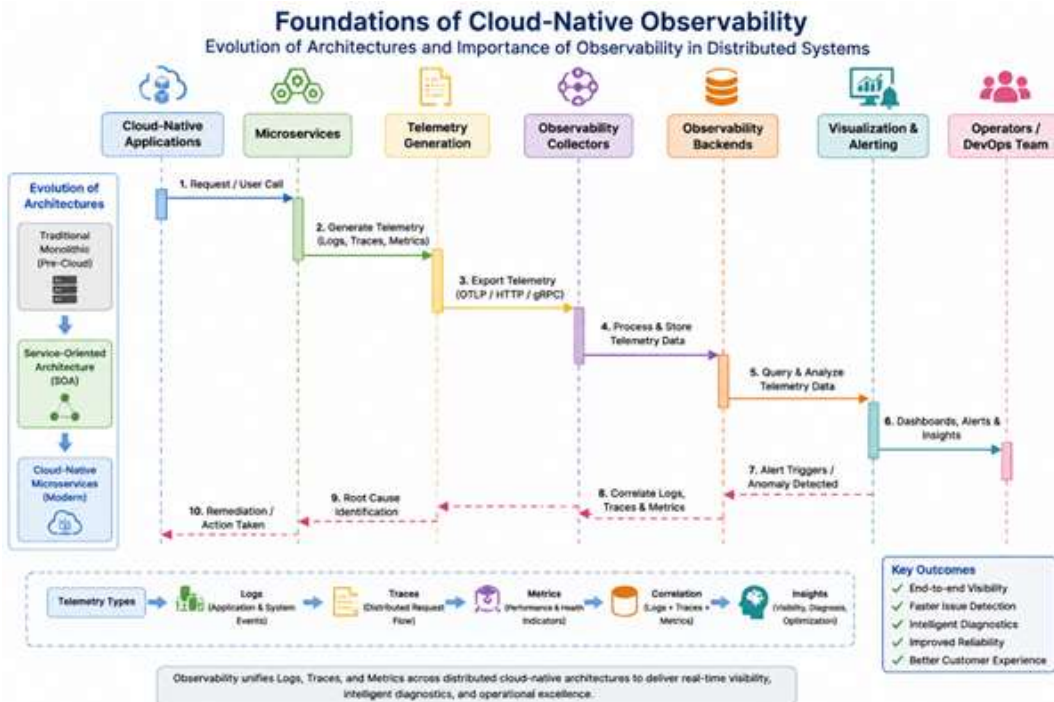 Foundations of Cloud-Native Observability
Evolution of Architectures and Importance of Observability in Distributed Systems
Cloud-Native
Applications
Microservices
Telemetry
Generation
Observability
Collectors
Observability
Backends
Visualization &
Alerting
Operators /
DevOps Team
Evolution of
Architectures
Traditional
Monolithic
(Pre-Cloud)
Service-Oriented
Architecture
(SOA)
Cloud-Native
Microservices
(Modern)
1. Request / User Call
2. Generate Telemetry
(Logs, Traces, Metrics)
3. Export Telemetry
(OTLP / HTTP / gRPC)
4. Process & Store
Telemetry Data
5. Query & Analyze
Telemetry Data
6. Dashboards, Alerts &
Insights
7. Alert Triggers /
Anomaly Detected
8. Correlate Logs,
Traces & Metrics
9. Root Cause
Identification
10. Remediation /
Action Taken
Telemetry Types
Logs
(Application & System
Events)
Traces
(Distributed Request
Flow)
Metrics
(Performance & Health
Indicators)
Correlation
(Logs + Traces +
Metrics)
Insights
(Visibility, Diagnosis,
Optimization)
Key Outcomes
✓ End-to-end Visibility
✓ Faster Issue Detection
✓ Intelligent Diagnostics
✓ Improved Reliability
✓ Better Customer Experience
Observability unifies Logs, Traces, and Metrics across distributed cloud-native architectures to deliver real-time visibility,
intelligent diagnostics, and operational excellence.